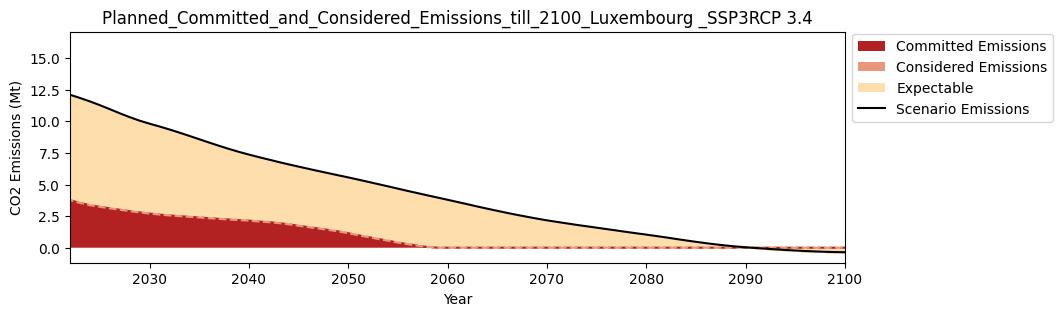 Planned_Committed_and_Considered_Emissions_till_2100_Luxembourg _SSP3RCP 3.4
Committed Emissions
Considered Emissions
Expectable
Scenario Emissions
CO2 Emissions (Mt)
15.0
12.5
10.0
7.5
5.0
2.5
0.0
2030 2040 2050 2060 2070 2080 2090 2100
Year